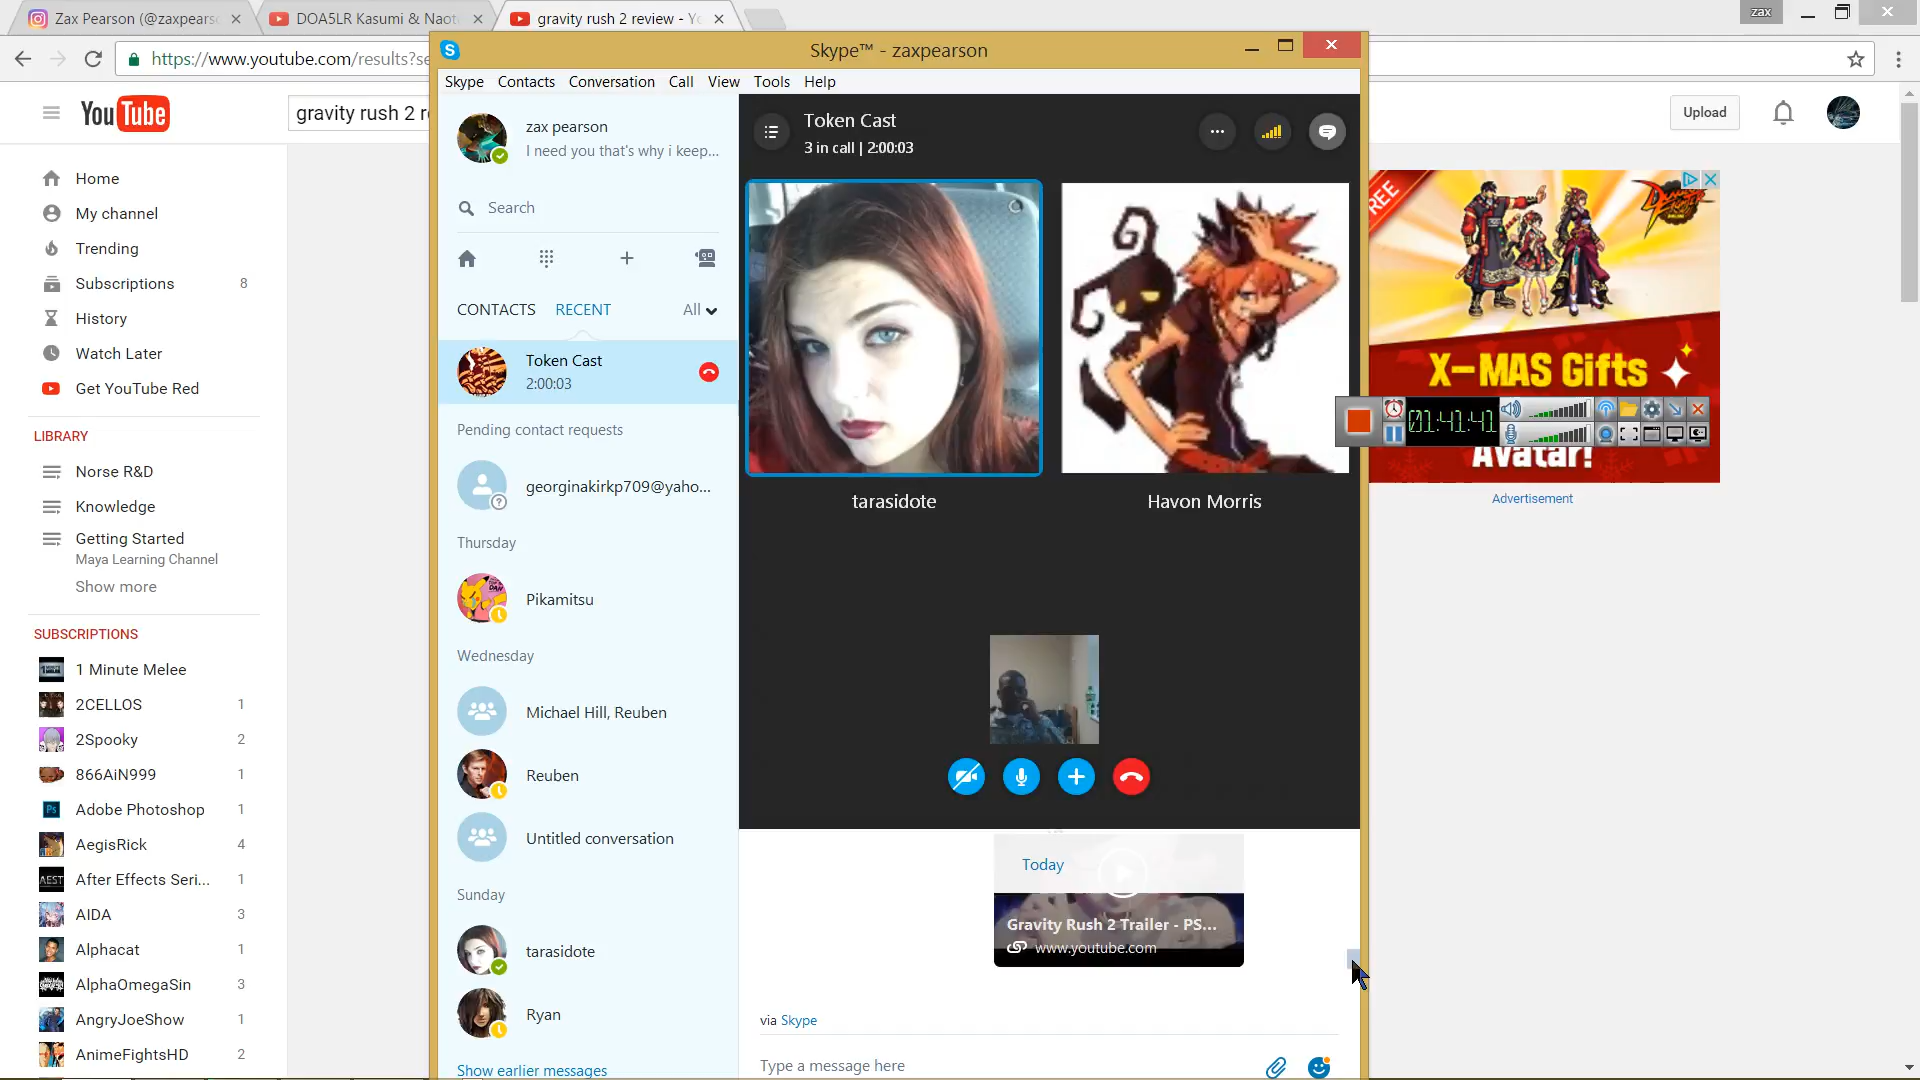 Zax Pearson (@zaxpears
DOA5LR Kasumi & Naot
gravity rush 2 review - Yo
zax
https://www.youtube.com/results?se
YouTube
gravity rush 2 r
Upload
Home
My channel
Trending
Subscriptions 8
History
Watch Later
Get YouTube Red
LIBRARY
Norse R&D
Knowledge
Getting Started
Maya Learning Channel
Show more
SUBSCRIPTIONS
1 Minute Melee
2CELLOS 1
2Spooky 2
866AiN999 1
Adobe Photoshop 1
AegisRick 4
After Effects Seri... 1
AIDA 3
Alphacat 1
AlphaOmegaSin 3
AngryJoeShow 1
AnimeFightsHD 2
Skype™ - zaxpearson
Skype Contacts Conversation Call View Tools Help
zax pearson
I need you that's why i keep...
Search
CONTACTS RECENT All
Token Cast
2:00:03
Pending contact requests
georginakirkp709@yaho...
Thursday
Pikamitsu
Wednesday
Michael Hill, Reuben
Reuben
Untitled conversation
Sunday
tarasidote
Ryan
Show earlier messages
Token Cast
3 in call | 2:00:03
tarasidote
Havon Morris
Today
Gravity Rush 2 Trailer - PS...
www.youtube.com
via Skype
Type a message here
FREE
X-MAS Gifts
Avatar!
01:41:41
Advertisement